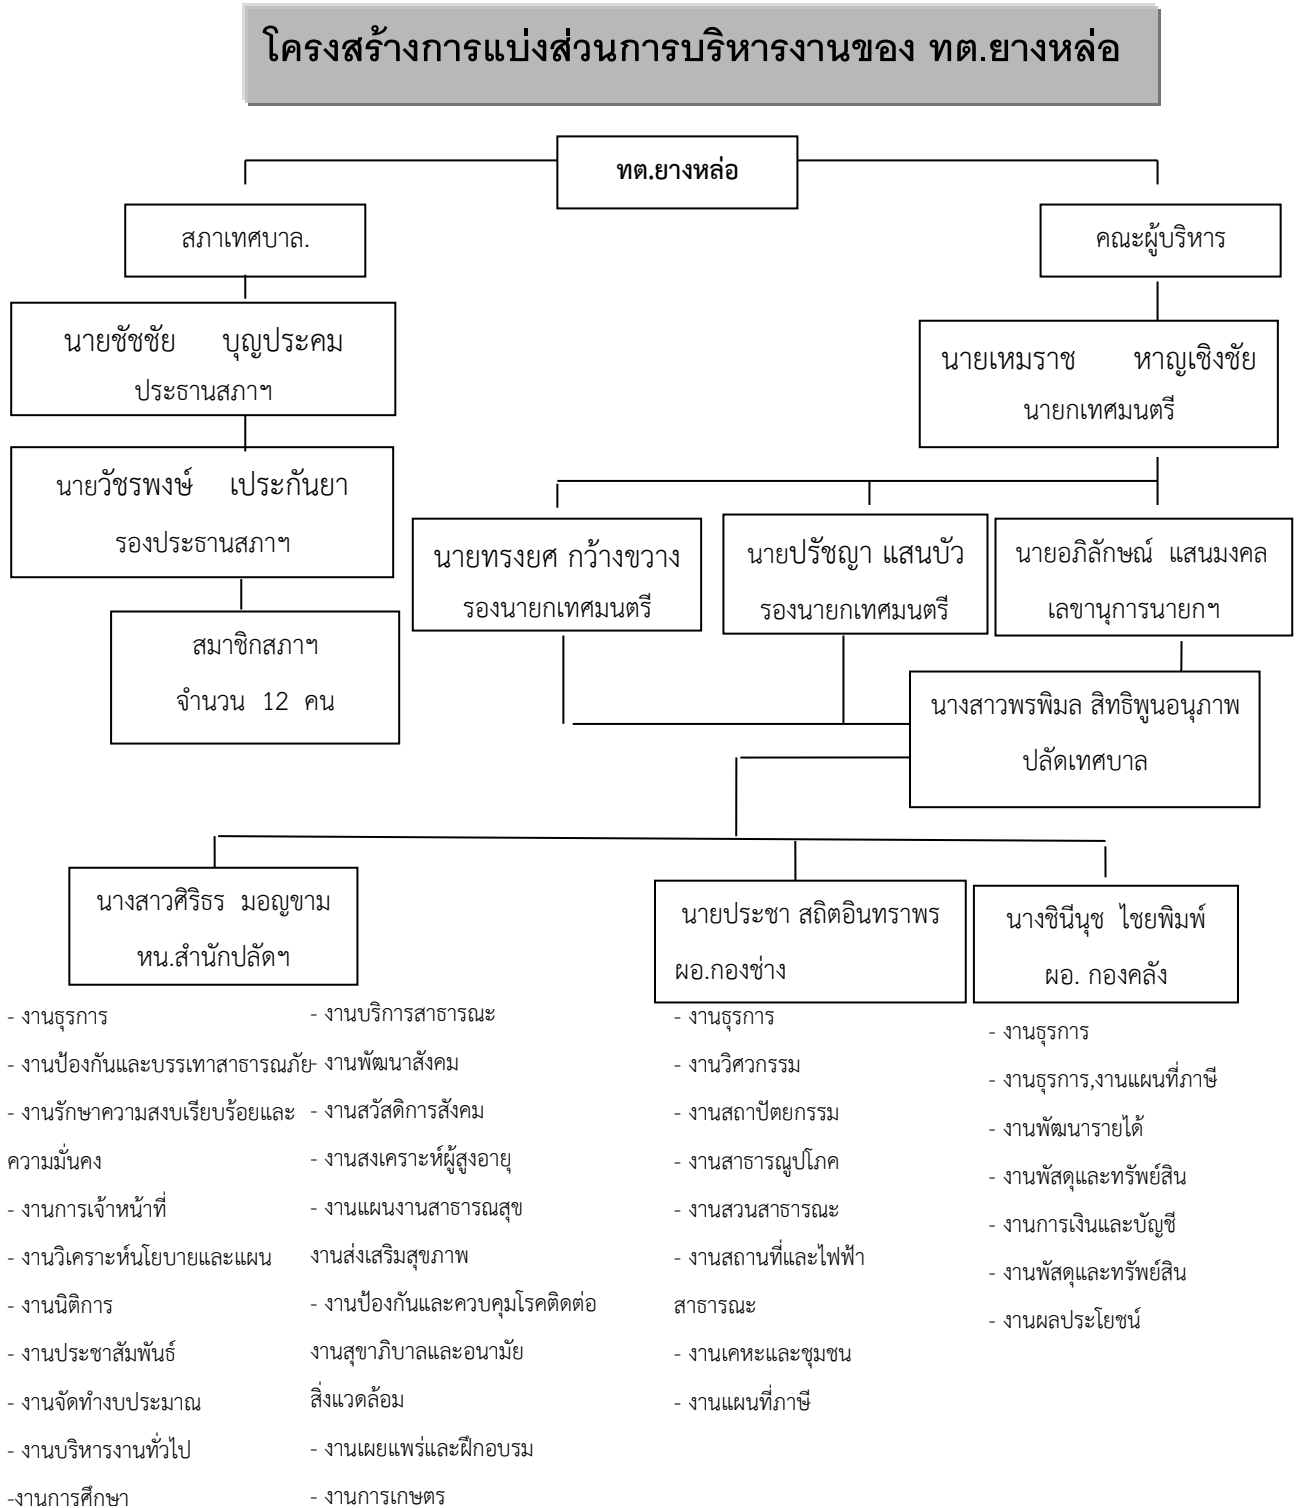 โครงสร้างการแบ่งส่วนการบริหารงานของ ทต.ยางหล่อ
ทต.ยางหล่อ
สภาเทศบาล.
นายชัชชัย บุญประคม
ประธานสภาฯ
นายวัชรพงษ์ เประกันยา
รองประธานสภาฯ
สมาชิกสภาฯ
จำนวน 12 คน
คณะผู้บริหาร
นายเหมราช หาญเชิงชัย
นายกเทศมนตรี
นายทรงยศ กว้างขวาง
รองนายกเทศมนตรี
นายปรัชญา แสนบัว
รองนายกเทศมนตรี
นายอภิลักษณ์ แสนมงคล
เลขานุการนายกฯ
นางสาวพรพิมล สิทธิพูนอนุภาพ
ปลัดเทศบาล
นางสาวศิริธร มอญขาม
หน.สำนักปลัดฯ
- งานธุรการ
- งานป้องกันและบรรเทาสาธารณภัย
- งานรักษาความสงบเรียบร้อยและ
ความมั่นคง
- งานการเจ้าหน้าที่
- งานวิเคราะห์นโยบายและแผน
- งานนิติการ
- งานประชาสัมพันธ์
- งานจัดทำงบประมาณ
- งานบริหารงานทั่วไป
-งานการศึกษา
- งานบริการสาธารณะ
- งานพัฒนาสังคม
- งานสวัสดิการสังคม
- งานสงเคราะห์ผู้สูงอายุ
- งานแผนงานสาธารณสุข
งานส่งเสริมสุขภาพ
- งานป้องกันและควบคุมโรคติดต่อ
งานสุขาภิบาลและอนามัย
สิ่งแวดล้อม
- งานเผยแพร่และฝึกอบรม
- งานการเกษตร
นายประชา สถิตอินทราพร
ผอ.กองช่าง
- งานธุรการ
- งานวิศวกรรม
- งานสถาปัตยกรรม
- งานสาธารณูปโภค
- งานสวนสาธารณะ
- งานสถานที่และไฟฟ้า
สาธารณะ
- งานเคหะและชุมชน
- งานแผนที่ภาษี
นางชินีนุช ไชยพิมพ์
ผอ. กองคลัง
- งานธุรการ
- งานธุรการ,งานแผนที่ภาษี
- งานพัฒนารายได้
- งานพัสดุและทรัพย์สิน
- งานการเงินและบัญชี
- งานพัสดุและทรัพย์สิน
- งานผลประโยชน์